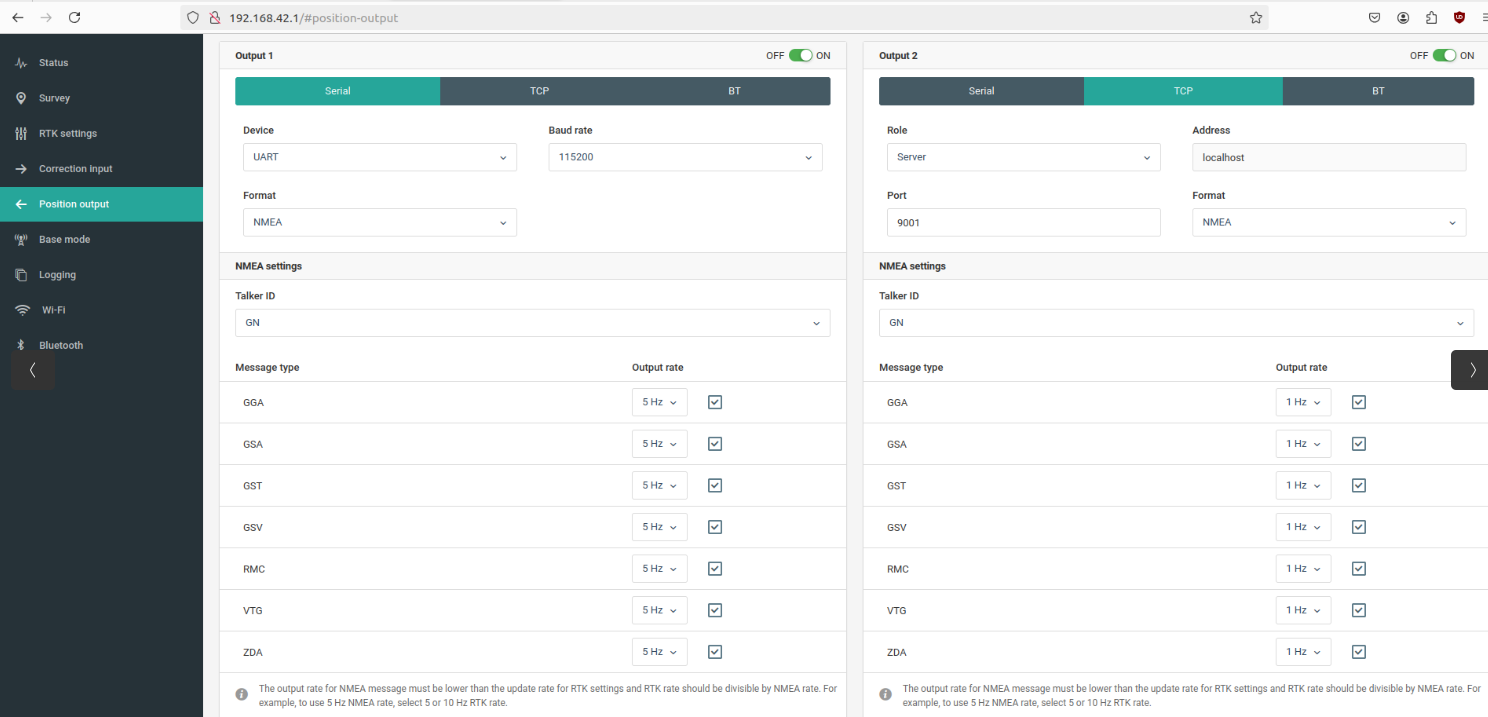 192.168.42.1/#position-output
Status
Survey
RTK settings
Correction input
Position output
Base mode
Logging
Wi-Fi
Bluetooth
Output 1 OFF ON
Serial TCP BT
Device Baud rate
UART 115200
Format
NMEA
NMEA settings
Talker ID
GN
Message type Output rate
GGA 5 Hz
GSA 5 Hz
GST 5 Hz
GSV 5 Hz
RMC 5 Hz
VTG 5 Hz
ZDA 5 Hz
The output rate for NMEA message must be lower than the update rate for RTK settings and RTK rate should be divisible by NMEA rate. For
example, to use 5 Hz NMEA rate, select 5 or 10 Hz RTK rate.
Output 2 OFF ON
Serial TCP BT
Role Address
Server localhost
Port Format
9001 NMEA
NMEA settings
Talker ID
GN
Message type Output rate
GGA 1 Hz
GSA 1 Hz
GST 1 Hz
GSV 1 Hz
RMC 1 Hz
VTG 1 Hz
ZDA 1 Hz
The output rate for NMEA message must be lower than the update rate for RTK settings and RTK rate should be divisible by NMEA rate. For
example, to use 5 Hz NMEA rate, select 5 or 10 Hz RTK rate.